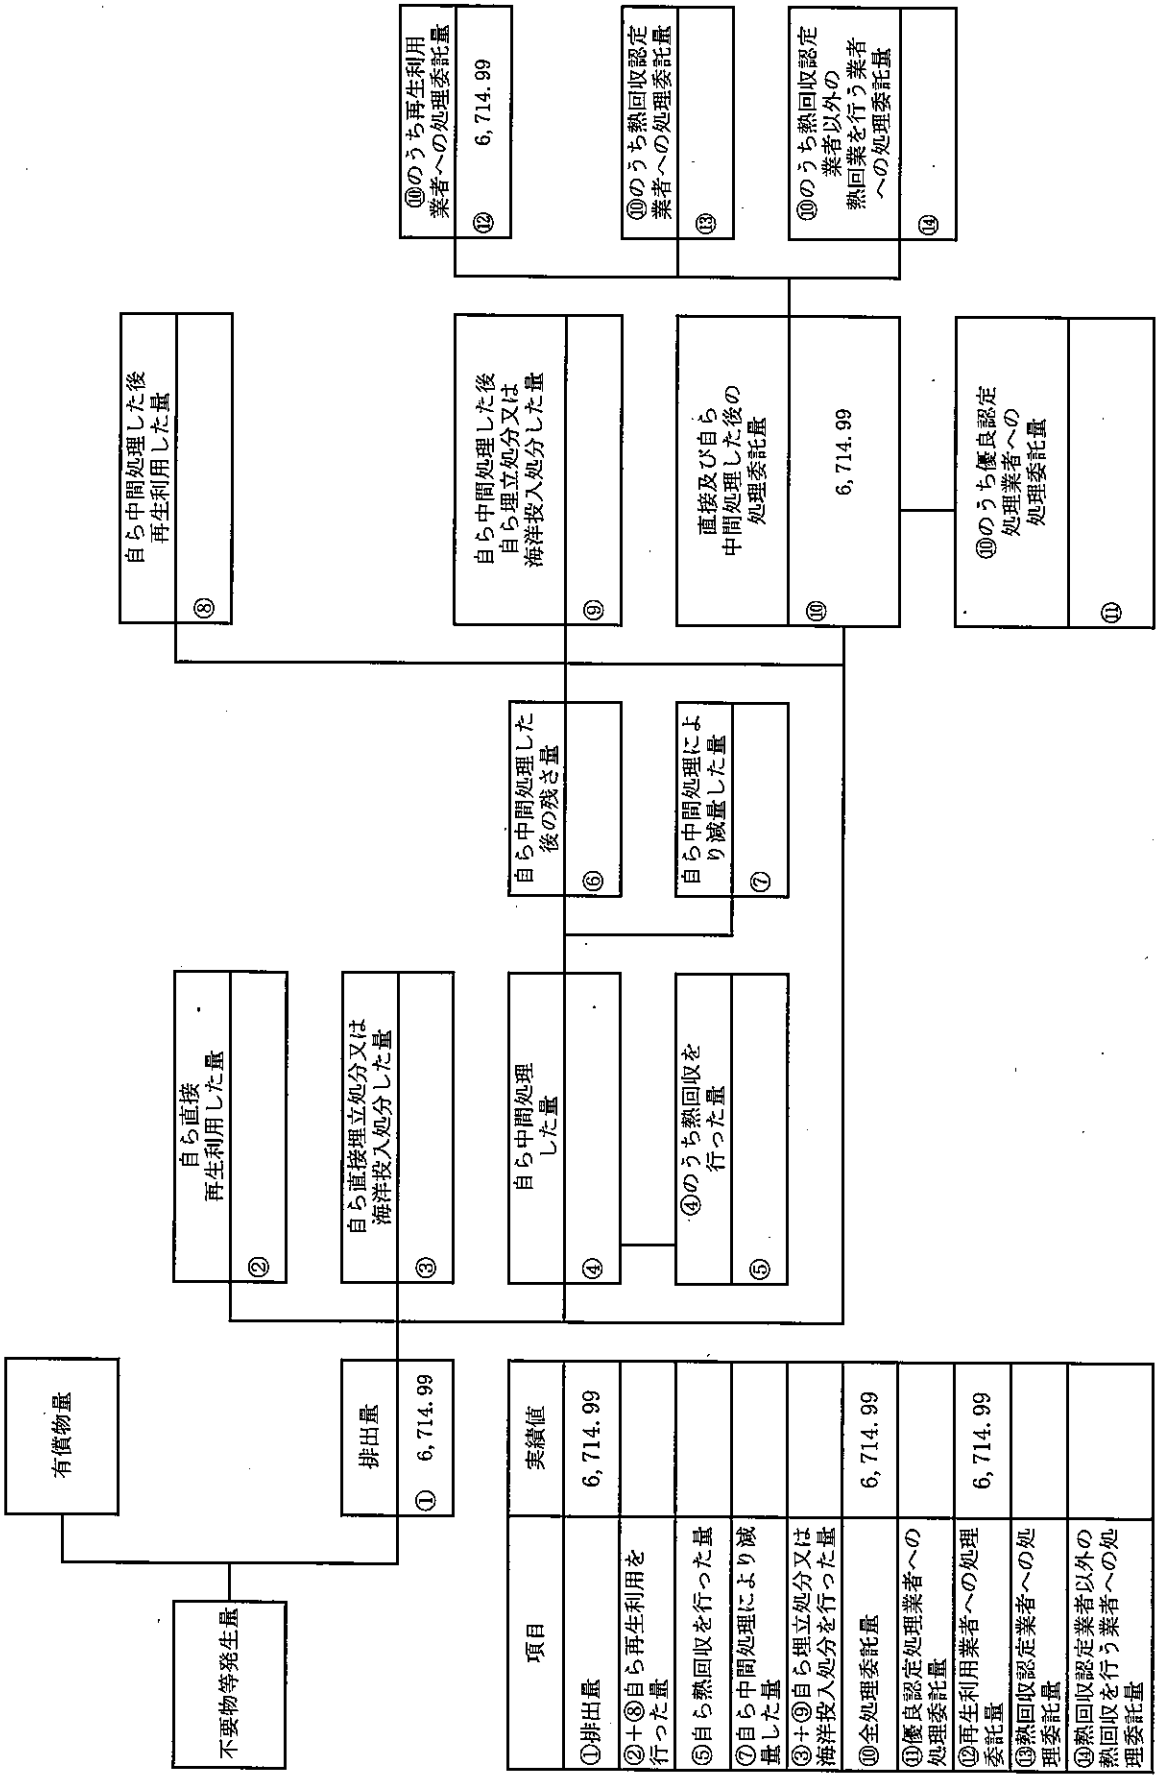 有償物量
不要物等発生量
排出量
① 6,714.99
自ら直接
再生利用した量
②
自ら直接埋立処分又は
海洋投入処分した量
③
自ら中間処理
した量
④
④のうち熱回収を
行った量
⑤
自ら中間処理した
後の残さ量
⑥
自ら中間処理によ
り減量した量
⑦
自ら中間処理した後
再生利用した量
⑧
自ら中間処理した後
自ら埋立処分又は
海洋投入処分した量
⑨
直接及び自ら
中間処理した後の
処理委託量
⑩
6,714.99
⑩のうち優良認定
処理業者への
処理委託量
⑪
⑩のうち再生利用
業者への処理委託量
⑫ 6,714.99
⑩のうち熱回収認定
業者への処理委託量
⑬
⑩のうち熱回収認定
業者以外の
熱回業を行う業者
への処理委託量
⑭
項目 実績値
①排出量 6,714.99
②+⑧自ら再生利用を
行った量
⑤自ら熱回収を行った量
⑦自ら中間処理により減
量した量
③+⑨自ら埋立処分又は
海洋投入処分を行った量
⑩全処理委託量 6,714.99
⑪優良認定処理業者への
処理委託量
⑫再生利用業者への処理
委託量 6,714.99
⑬熱回収認定業者への処
理委託量
⑭熱回収認定業者以外の
熱回収を行う業者への処
理委託量